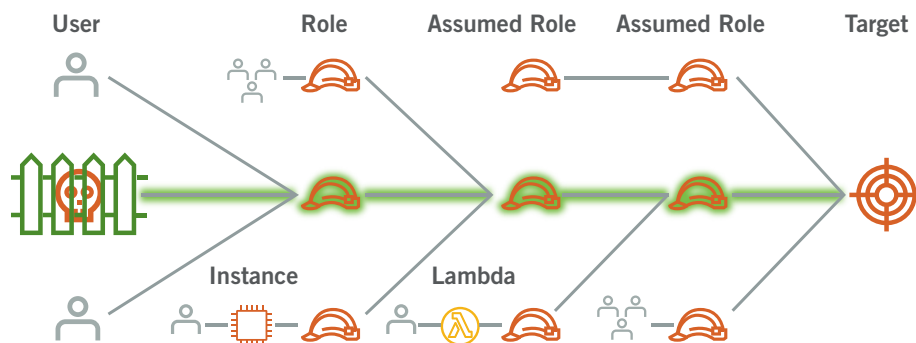 User
Role
Assumed Role
Assumed Role
Target
Instance
Lambda
λ